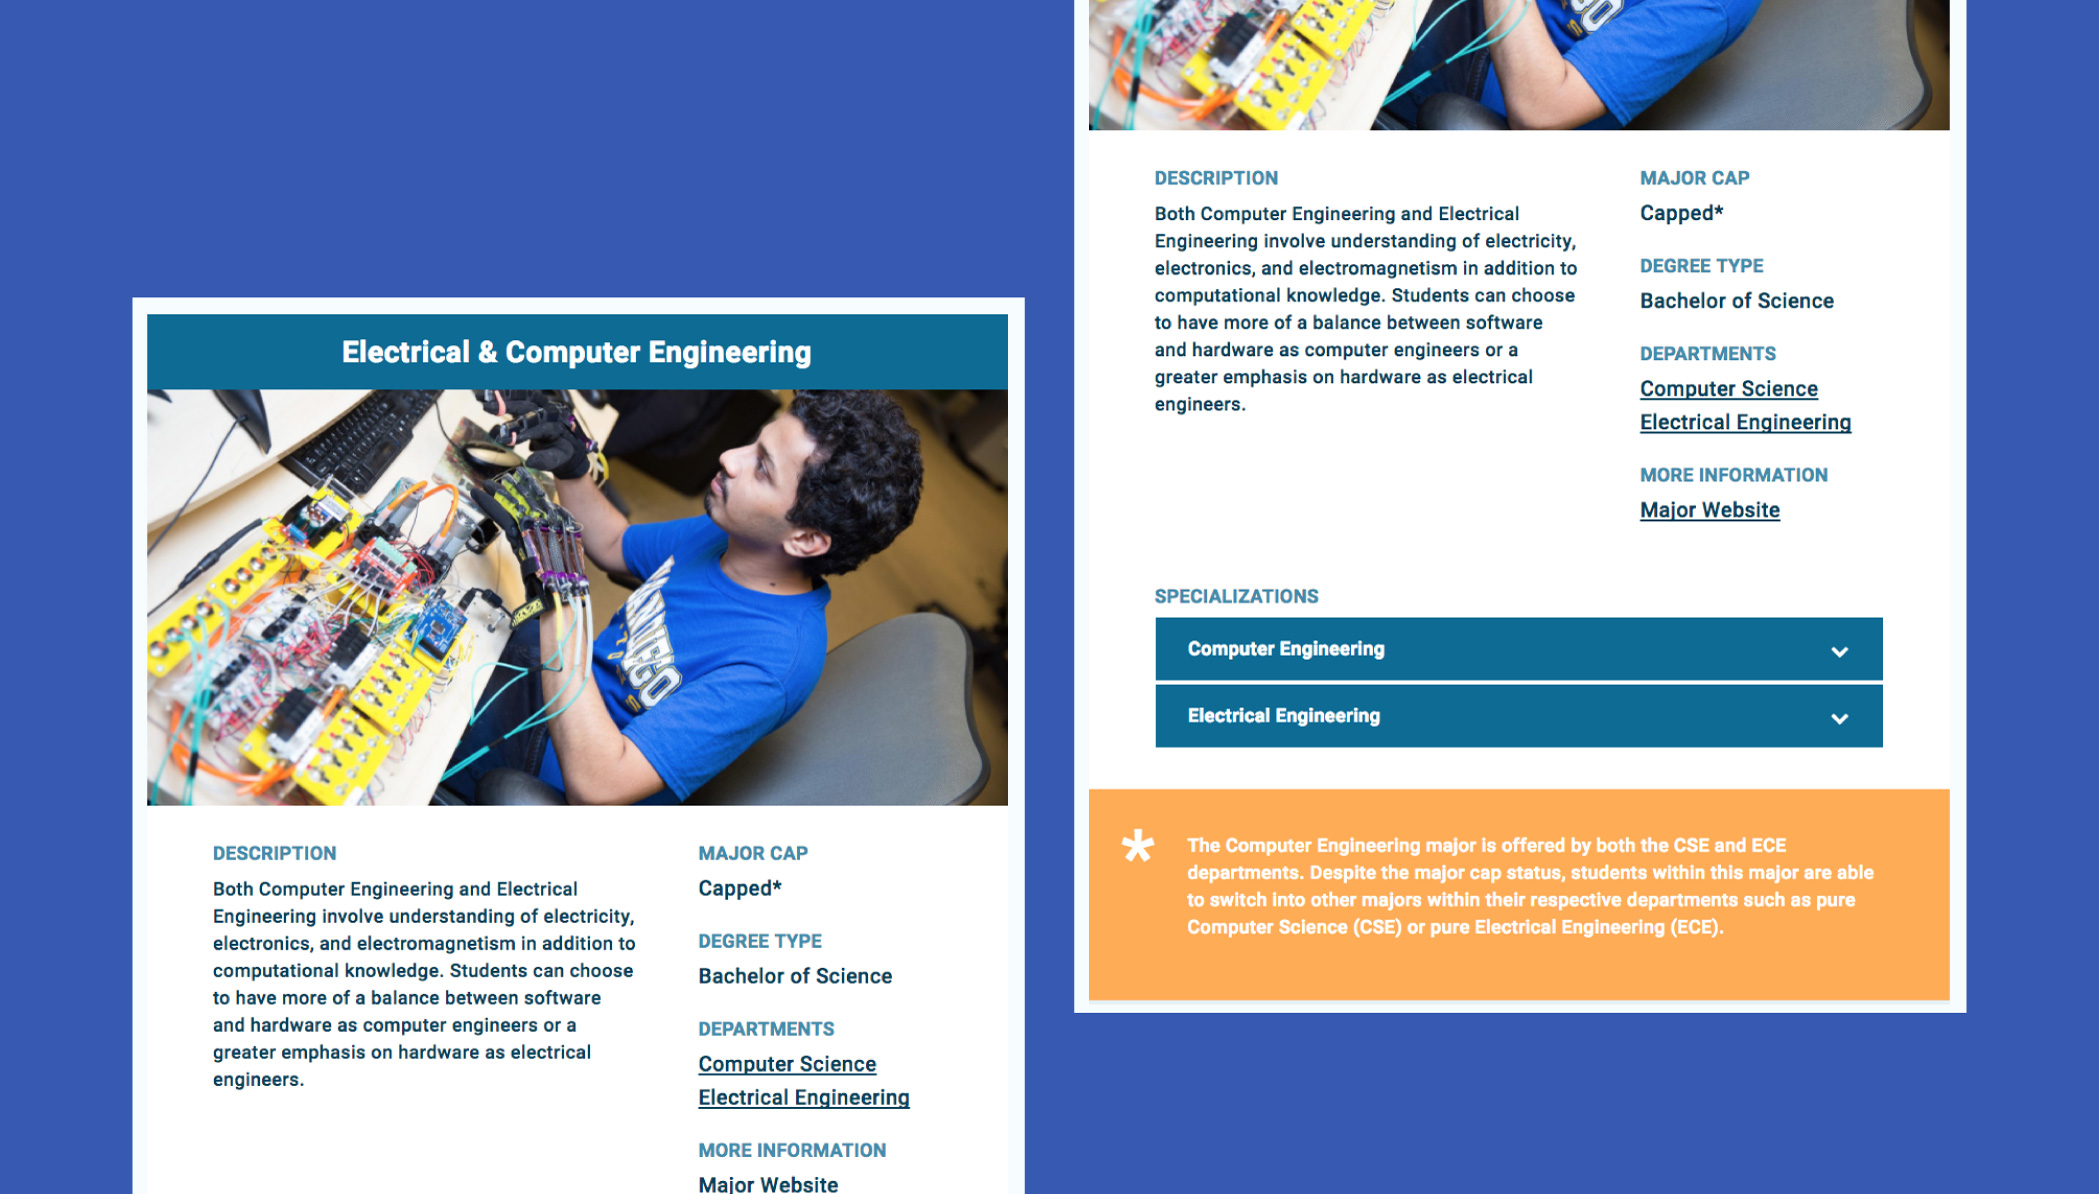 Electrical & Computer Engineering
DESCRIPTION
Both Computer Engineering and Electrical
Engineering involve understanding of electricity,
electronics, and electromagnetism in addition to
computational knowledge. Students can choose
to have more of a balance between software
and hardware as computer engineers or a
greater emphasis on hardware as electrical
engineers.
MAJOR CAP
Capped*
DEGREE TYPE
Bachelor of Science
DEPARTMENTS
Computer Science
Electrical Engineering
MORE INFORMATION
Major Website
DESCRIPTION
Both Computer Engineering and Electrical
Engineering involve understanding of electricity,
electronics, and electromagnetism in addition to
computational knowledge. Students can choose
to have more of a balance between software
and hardware as computer engineers or a
greater emphasis on hardware as electrical
engineers.
MAJOR CAP
Capped*
DEGREE TYPE
Bachelor of Science
DEPARTMENTS
Computer Science
Electrical Engineering
MORE INFORMATION
Major Website
SPECIALIZATIONS
Computer Engineering
Electrical Engineering
* The Computer Engineering major is offered by both the CSE and ECE
departments. Despite the major cap status, students within this major are able
to switch into other majors within their respective departments such as pure
Computer Science (CSE) or pure Electrical Engineering (ECE).